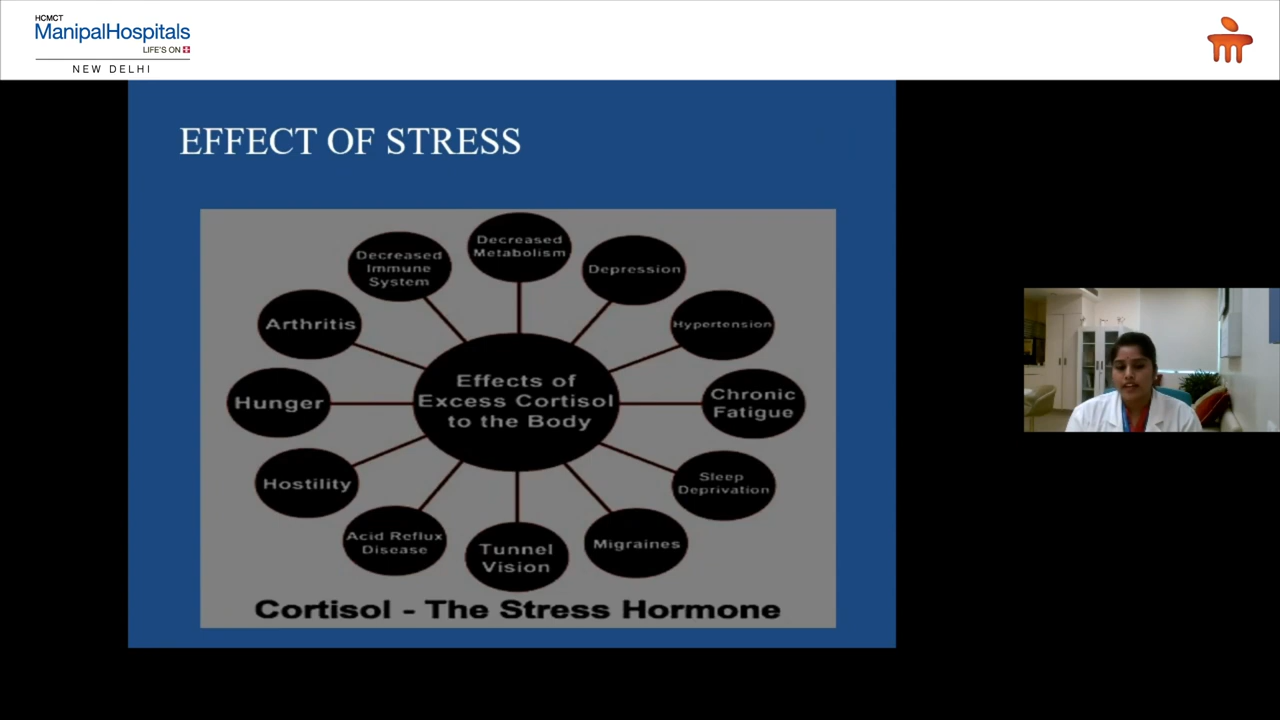 HCMCT
ManipalHospitals
LIFE'S ON
NEW DELHI
EFFECT OF STRESS
Decreased
Metabolism
Decreased
Immune
System
Depression
Arthritis
Hypertension
Effects of
Excess Cortisol
to the Body
Hunger
Chronic
Fatigue
Hostility
Sleep
Deprivation
Acid Reflux
Disease
Tunnel
Vision
Migraines
Cortisol - The Stress Hormone